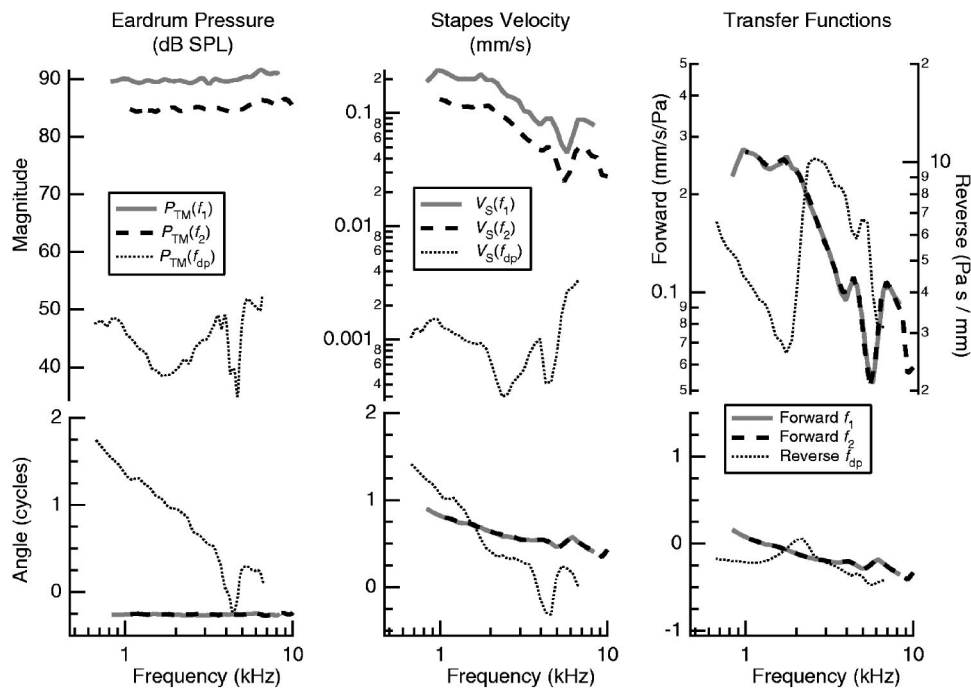 Eardrum Pressure
(dB SPL)
Stapes Velocity
(mm/s)
Transfer Functions
Magnitude
90
80
70
60
50
40
P_TM(f_1)
P_TM(f_2)
P_TM(f_dp)
0.2
0.1
8
6
4
2
0.01
8
6
4
2
0.001
8
6
4
V_S(f_1)
V_S(f_2)
V_S(f_dp)
Forward (mm/s/Pa)
5
4
3
0.2
0.1
9
8
7
6
5
2
10
9
8
7
6
5
4
3
2
Reverse (Pa s / mm)
Angle (cycles)
2
1
0
1 10
Frequency (kHz)
2
1
0
1 10
Frequency (kHz)
Forward f_1
Forward f_2
Reverse f_dp
1
0
-1
1 10
Frequency (kHz)